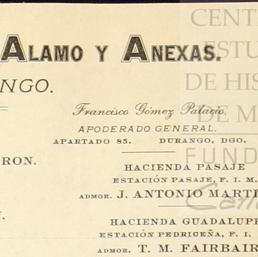 CENT
ALAMO Y ANEXAS.
ESTU
NGO.
DE HIS
Francisco Gómez Palacio
DE M
APODERADO GENERAL.
APARTADO 85. DURANGO, DGO.
FUND
RON.
HACIENDA PASAJE
ESTACIÓN PASAJE, F. I. M.
ADMOR. J. ANTONIO MARTI
HACIENDA GUADALUPE
ESTACIÓN PEDRICEÑA, F. I.
ADMOR. T. M. FAIRBAIR